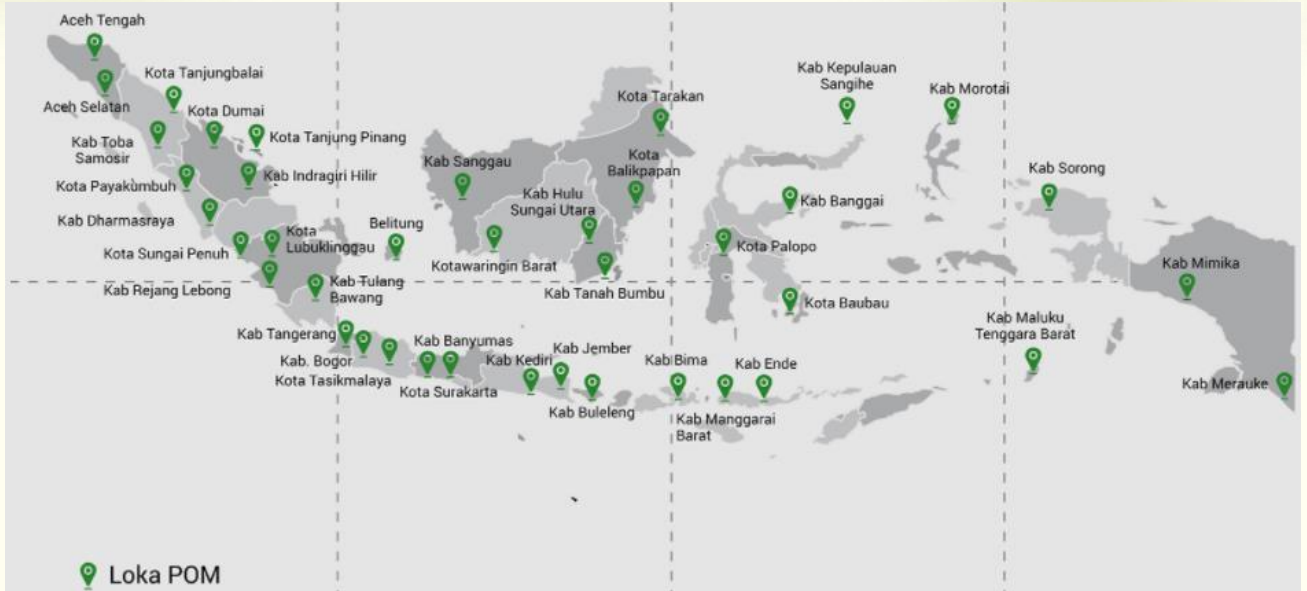 Aceh Tengah
Kota Tanjungbalai
Aceh Selatan
Kota Dumai
Kab Toba
Samosir
Kota Tanjung Pinang
Kota Payakumbuh
Kab Indragiri Hilir
Kab Dharmasraya
Kota Sungai Penuh
Kota
Lubuklinggau
Belitung
Kab Rejang Lebong
Kab Tulang
Bawang
Kab Tangerang
Kab. Bogor
Kota Tasikmalaya
Kab Banyumas
Kota Surakarta
Kab Kediri
Kab Jember
Kab Buleleng
Kab Bima
Kab Manggarai
Barat
Kab Ende
Kota Tarakan
Kab Sanggau
Kota
Balikpapan
Kab Hulu
Sungai Utara
Kotawaringin Barat
Kab Tanah Bumbu
Kab Kepulauan
Sangihe
Kab Morotai
Kab Banggai
Kota Palopo
Kota Baubau
Kab Sorong
Kab Mimika
Kab Maluku
Tenggara Barat
Kab Merauke
Loka POM